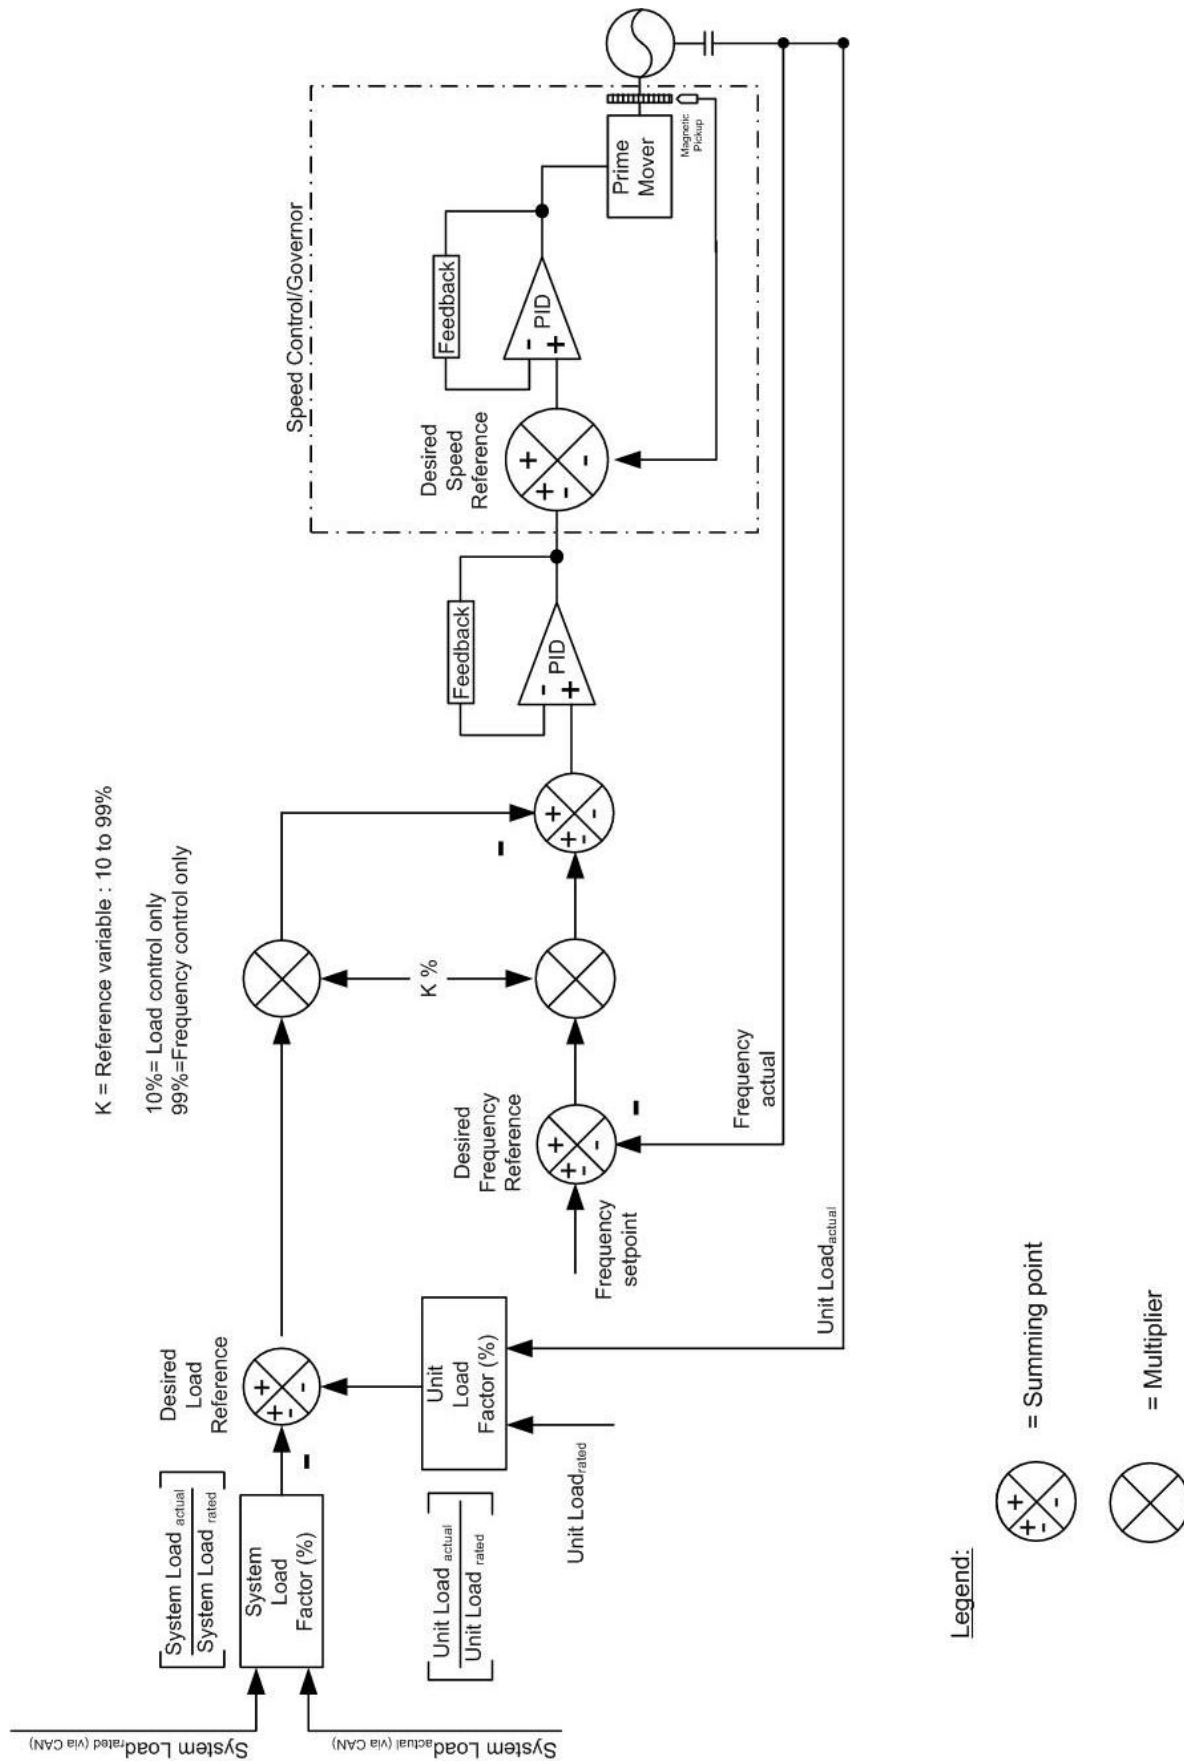 K = Reference variable : 10 to 99%
10%= Load control only
99%=Frequency control only
Speed Control/Governor
System Load rated (via CAN)
System Load actual (via CAN)
[System Load actual
System Load rated]
System
Load
Factor (%)
-
Desired
Load
Reference
+
+
-
-
[Unit Load actual
Unit Load rated]
Unit
Load
Factor (%)
Unit Load rated
Unit Load actual
Frequency
setpoint
Desired
Frequency
Reference
+
+
-
-
-
Frequency
actual
K %
-
+
+
-
-
Feedback
-
+
PID
Desired
Speed
Reference
+
+
-
-
Feedback
-
+
PID
Prime
Mover
Magnetic
Pickup
Legend:
+
+
-
-
= Summing point
= Multiplier